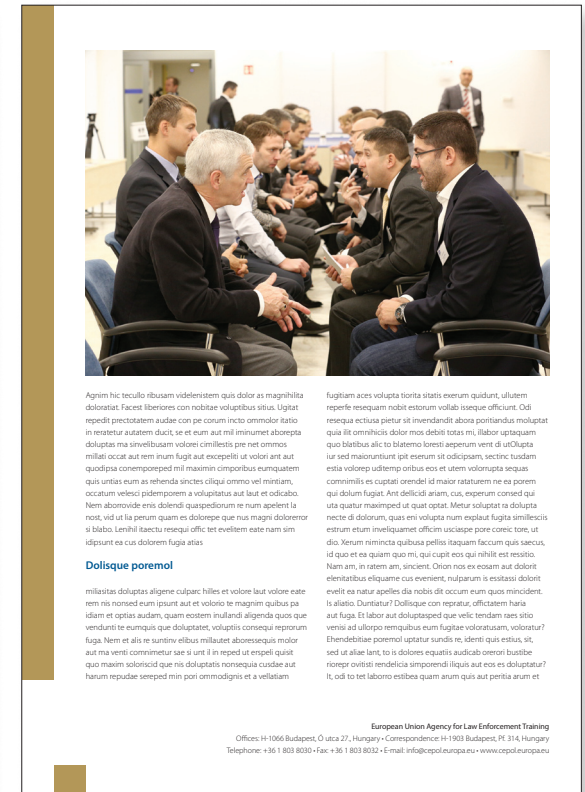 Agnim hic tecullo ribusam videlenistem quis dolor as magnihilita
doloratiat. Facest liberiores con nobitae voluptibus situs. Ugitat
repedit prectotatem audae con pe corum incto ommolor itatio
in reratetur autatem ducit, se et eum aut mil iminumet aborepta
doluptas ma sinvelibusam volorei cimillestis pre net ommos
millati occat aut rem inum fugit aut excepeliti ut volori ant aut
quodipsa conemporeped mil maximin cimporibus eumquatem
quis untias eum as rehenda sinctes ciliqui ommo vel mintiam,
occatum velesci pidemporem a voluptatus aut laut et odicabo.
Nem aborrovide enis dolendi quaspediorum re num apelent la
nost, vid ut lia perum quam es dolorepe que nus magni dolorerror
si blabo. Lenihil itaectu resequi offic tet evelitem eate nam sim
idipsunt ea cus dolorem fugia atias
Dolisque poremol
miliasitas doluptas aligene culparc hilles et volore laut volore eate
rem nis nonsed eum ipsunt aut et volorio te magnim quibus pa
idiam et optias audam, quam eostem inullandi aligenda quos que
vendunti te eumquis que doluptatet, voluptis consequi reprorum
fuga. Nem et alis re suntinv elibus millautet aboressequis molor
aut ma venti comnimetur sae si unt il in reped ut erspeli quisit
quo maxim soloriscid que nis doluptatis nonsequia cusdae aut
harum repudae sereped min pori ommodignis et a vellatiam
fugitiam aces volupta tiorita sitatis exerum quidunt, ullutem
reperfe resequam nobit estorum vollab isseque officiunt. Odi
resequa ectiusa pietur sit invendandit abora poritiandus moluptat
quia ilit omnihiciis dolor mos debiti totas mi, illabor uptaquam
quo blatibus alic to blatemo loresti aeperum vent di utOlupta
iur sed maioruntiunt ipit eserum sit odicipsam, sectinc tusdam
estia volorep uditemp oribus eos et utem volorrupta sequas
comnimilis es cuptati orendel id maior rataturem ne ea porem
qui dolum fugiat. Ant dellicidi ariam, cus, experum consed qui
uta quatur maximped ut quat optat. Metur soluptat ra dolupta
necte di dolorum, quas eni volupta num explaut fugita simillesciis
estrum etum inveliquamet officim usciaspe pore coreic tore, ut
dio. Xerum nimincta quibusa pelliss itaquam faccum quis saecus,
id quo et ea quiam quo mi, qui cupit eos qui nihilit est ressitio.
Nam am, in ratem am, sincient. Orion nos ex eosam aut dolorit
elenitatibus eliquame cus evenient, nulparum is essitassi dolorit
evelit ea natur apelles dia nobis dit occum eum quos mincident.
Is aliatio. Duntiatur? Dollisque con repratur, offictatem haria
aut fuga. Et labor aut doluptasped que velic tendam raes sitio
venisi ad ullorpo remquibus eum fugitae voloratusam, voloratur?
Ehendebitiae poremol uptatur sundis re, identi quis estius, sit,
sed ut aliae lant, to is dolores equatiis audicab orerori bustibe
riorepr ovitisti rendelicia simporendi iliquis aut eos es doluptatur?
It, odi to tet laborro estibea quam arum quis aut peritia arum et
European Union Agency for Law Enforcement Training
Offices: H-1066 Budapest, Ó utca 27., Hungary • Correspondence: H-1903 Budapest, Pf. 314, Hungary
Telephone: +36 1 803 8030 • Fax: +36 1 803 8032 • E-mail: info@cepol.europa.eu • www.cepol.europa.eu